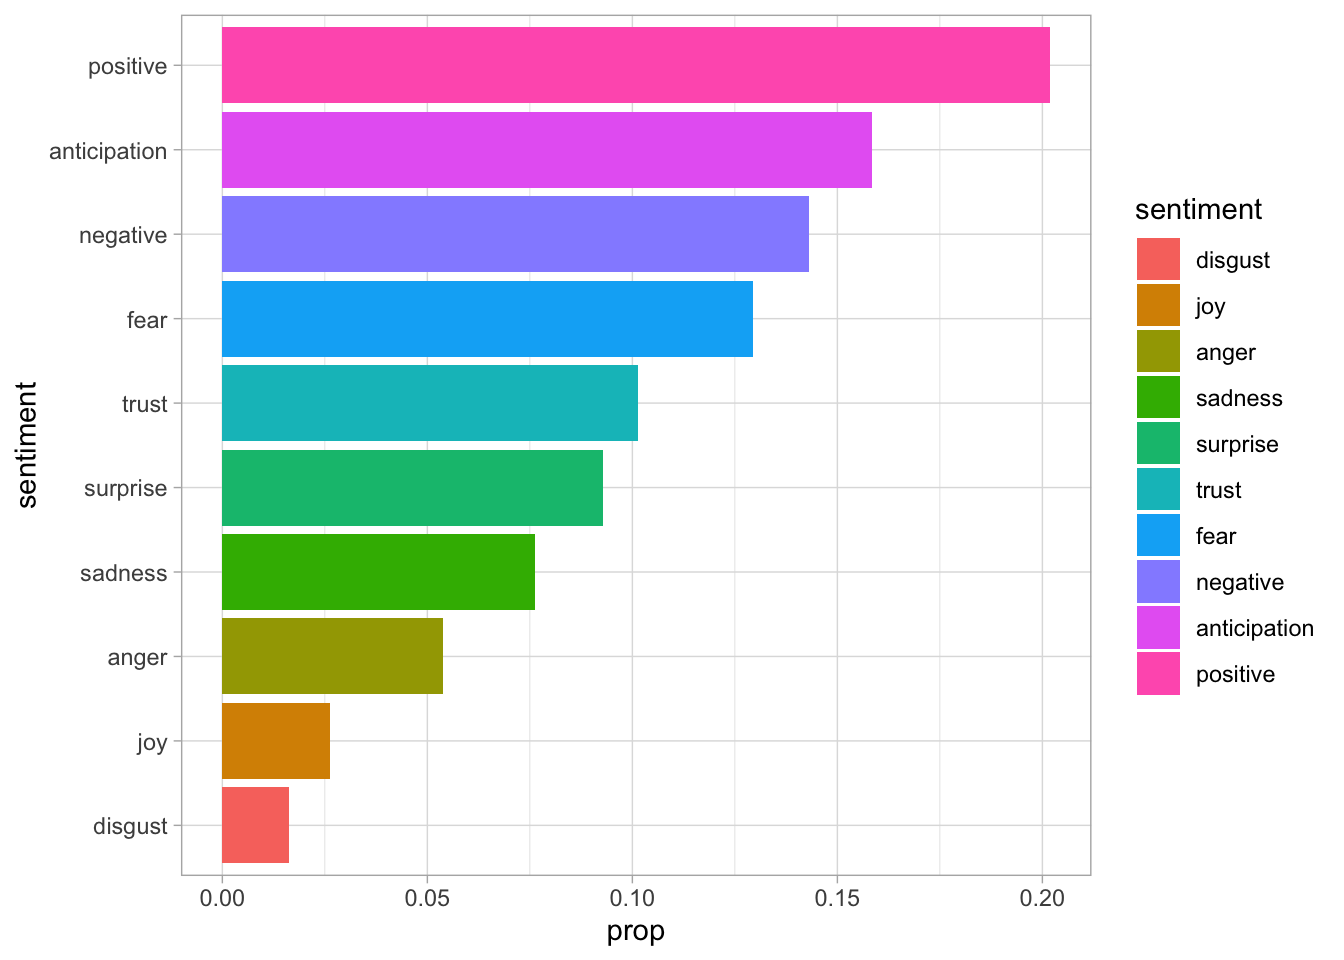 positive
anticipation
negative
fear
trust
surprise
sadness
anger
joy
disgust
sentiment
0.00
0.05
0.10
0.15
0.20
prop
sentiment
disgust
joy
anger
sadness
surprise
trust
fear
negative
anticipation
positive